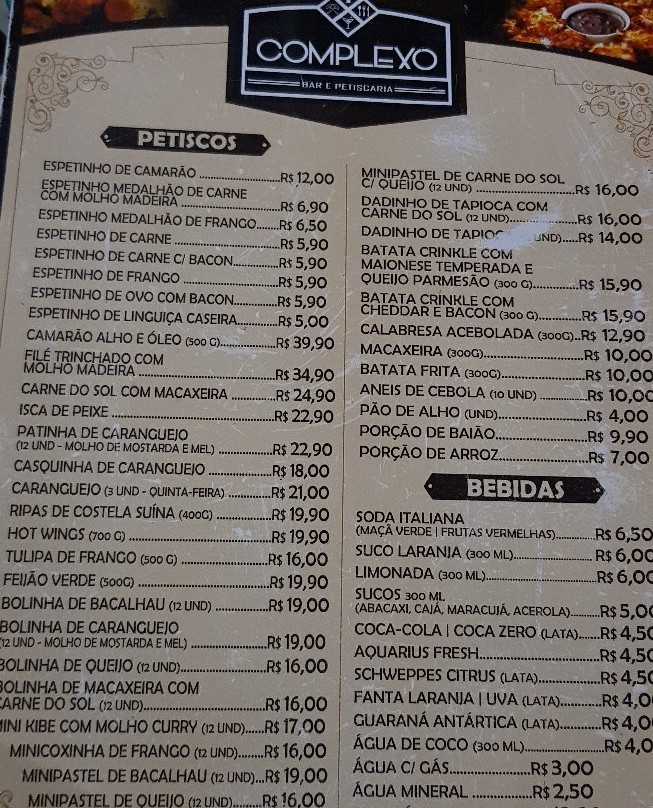 COMPLEXO
BAR E PETISCARIA
PETISCOS
ESPETINHO DE CAMARÃO ....................R$ 12,00
ESPETINHO MEDALHÃO DE CARNE
COM MOLHO MADEIRA ....................R$ 6,90
ESPETINHO MEDALHÃO DE FRANGO......R$ 6,50
ESPETINHO DE CARNE ....................R$ 5,90
ESPETINHO DE CARNE C/ BACON...........R$ 5,90
ESPETINHO DE FRANGO ....................R$ 5,90
ESPETINHO DE OVO COM BACON...........R$ 5,90
ESPETINHO DE LINGUIÇA CASEIRA..........R$ 5,00
CAMARÃO ALHO E ÓLEO (500 G)..............R$ 39,90
FILÉ TRINCHADO COM
MOLHO MADEIRA ....................R$ 34,90
CARNE DO SOL COM MACAXEIRA ...........R$ 24,90
ISCA DE PEIXE ....................R$ 22,90
PATINHA DE CARANGUEJO
(12 UND - MOLHO DE MOSTARDA E MEL) ..............R$ 22,90
CASQUINHA DE CARANGUEJO ..............R$ 18,00
CARANGUEJO (3 UND - QUINTA-FEIRA) ...........R$ 21,00
RIPAS DE COSTELA SUÍNA (400G) ..............R$ 19,90
HOT WINGS (700 G) ....................R$ 19,90
TULIPA DE FRANGO (500 G) ....................R$ 16,00
FEIJÃO VERDE (500G) ....................R$ 19,90
BOLINHA DE BACALHAU (12 UND) ..............R$ 19,00
BOLINHA DE CARANGUEJO
(12 UND - MOLHO DE MOSTARDA E MEL) ..............R$ 19,00
BOLINHA DE QUEIJO (12 UND)....................R$ 16,00
BOLINHA DE MACAXEIRA COM
CARNE DO SOL (12 UND)....................R$ 16,00
MINI KIBE COM MOLHO CURRY (12 UND)....R$ 17,00
MINICOXINHA DE FRANGO (12 UND)......R$ 16,00
MINIPASTEL DE BACALHAU (12 UND)...R$ 19,00
MINIPASTEL DE QUEIJO (12 UND)........R$ 16,00
MINIPASTEL DE CARNE DO SOL
C/ QUEIJO (12 UND) ....................R$ 16,00
DADINHO DE TAPIOCA COM
CARNE DO SOL (12 UND)..............R$ 16,00
DADINHO DE TAPIOC UND).....R$ 14,00
BATATA CRINKLE COM
MAIONESE TEMPERADA E
QUEIJO PARMESÃO (300 G)..........R$ 15,90
BATATA CRINKLE COM
CHEDDAR E BACON (300 G)..........R$ 15,90
CALABRESA ACEBOLADA (300G)..R$ 12,90
MACAXEIRA (300G)....................R$ 10,00
BATATA FRITA (300G)....................R$ 10,00
ANEIS DE CEBOLA (10 UND) ..........R$ 10,00
PÃO DE ALHO (UND)....................R$ 4,00
PORÇÃO DE BAIÃO....................R$ 9,90
PORÇÃO DE ARROZ....................R$ 7,00
BEBIDAS
SODA ITALIANA
(MAÇÃ VERDE | FRUTAS VERMELHAS)..........R$ 6,50
SUCO LARANJA (300 ML)....................R$ 6,00
LIMONADA (300 ML)....................R$ 6,00
SUCOS 300 ML
(ABACAXI, CAJÁ, MARACUJÁ, ACEROLA)........R$ 5,00
COCA-COLA | COCA ZERO (LATA).....R$ 4,50
AQUARIUS FRESH....................R$ 4,50
SCHWEPPES CITRUS (LATA)..........R$ 4,50
FANTA LARANJA | UVA (LATA)........R$ 4,0
GUARANÁ ANTÁRTICA (LATA)........R$ 4,0
ÁGUA DE COCO (300 ML)....................R$ 4,0
ÁGUA C/ GÁS....................R$ 3,00
ÁGUA MINERAL ....................R$ 2,50